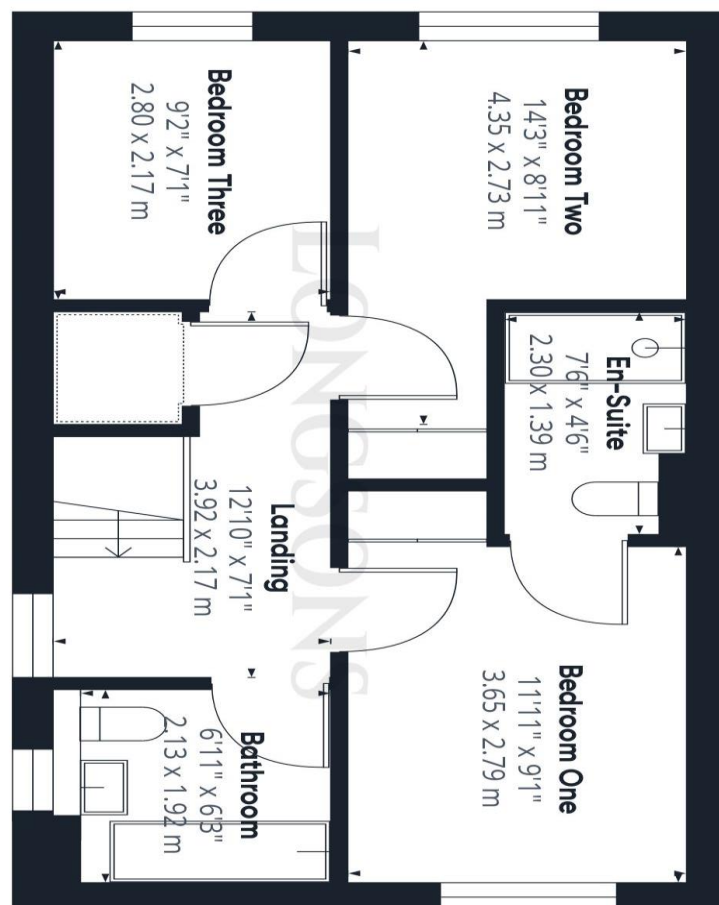 Bedroom Two
14'3" x 8'11"
4.35 x 2.73 m
En-Suite
7'6" x 4'6"
2.30 x 1.39 m
Bedroom One
11'11" x 9'1"
3.65 x 2.79 m
LONGSONS
Landing
12'10" x 7'1"
3.92 x 2.17 m
Bedroom Three
9'2" x 7'1"
2.80 x 2.17 m
Bathroom
6'11" x 6'3"
2.13 x 1.92 m